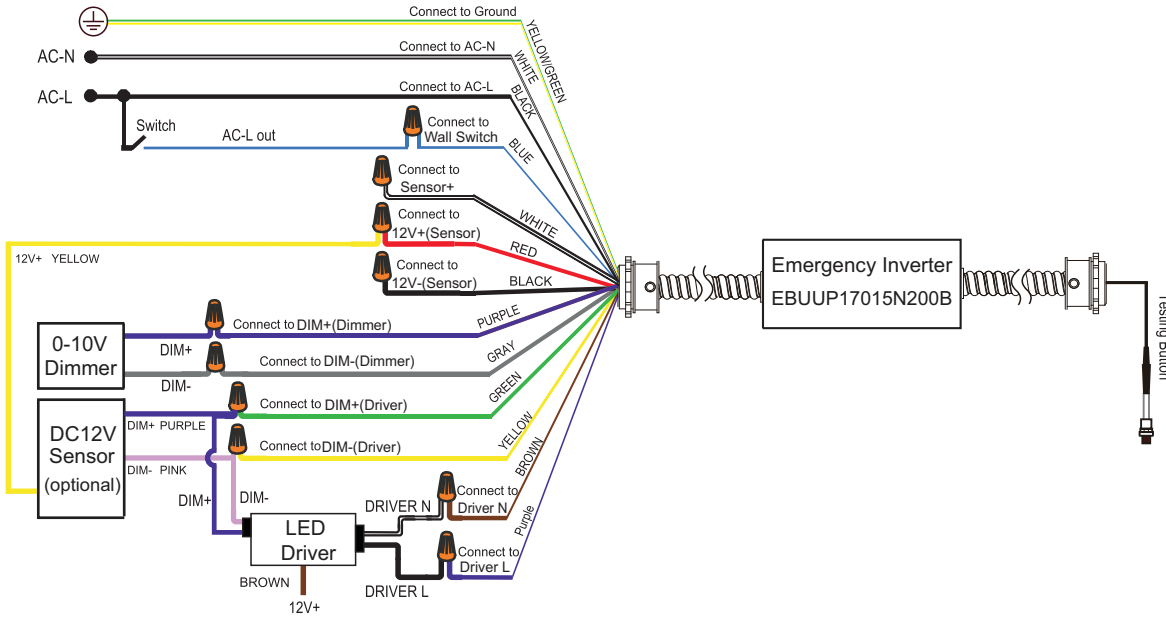 Connect to Ground
YELLOW/GREEN
AC-N
Connect to AC-N
WHITE
AC-L
Connect to AC-L
BLACK
Switch
AC-L out
Connect to
Wall Switch
BLUE
Connect to
Sensor+
WHITE
Connect to
12V+(Sensor)
RED
12V+ YELLOW
Connect to
12V-(Sensor)
BLACK
Emergency Inverter
EBUUP17015N200B
Testing Button
0-10V
Dimmer
DIM+
Connect to DIM+(Dimmer)
PURPLE
DIM-
Connect to DIM-(Dimmer)
GRAY
DC12V
Sensor
(optional)
DIM+ PURPLE
Connect to DIM+(Driver)
GREEN
DIM- PINK
Connect to DIM-(Driver)
YELLOW
DIM+
DIM-
LED
Driver
DRIVER N
Connect to
Driver N
BROWN
DRIVER L
Connect to
Driver L
Purple
BROWN
12V+